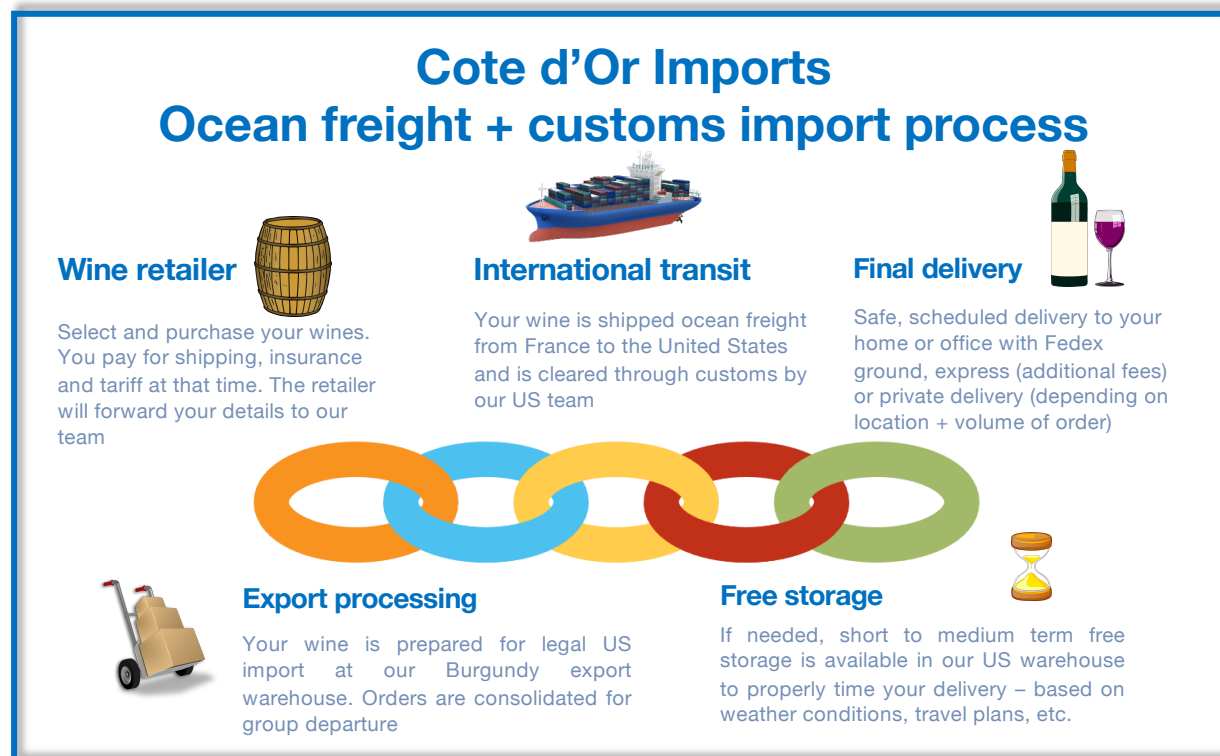 Cote d’Or Imports
Ocean freight + customs import process
Wine retailer
Select and purchase your wines.
You pay for shipping, insurance
and tariff at that time. The retailer
will forward your details to our
team
International transit
Your wine is shipped ocean freight
from France to the United States
and is cleared through customs by
our US team
Final delivery
Safe, scheduled delivery to your
home or office with Fedex
ground, express (additional fees)
or private delivery (depending on
location + volume of order)
Export processing
Your wine is prepared for legal US
import at our Burgundy export
warehouse. Orders are consolidated for
group departure
Free storage
If needed, short to medium term free
storage is available in our US warehouse
to properly time your delivery – based on
weather conditions, travel plans, etc.